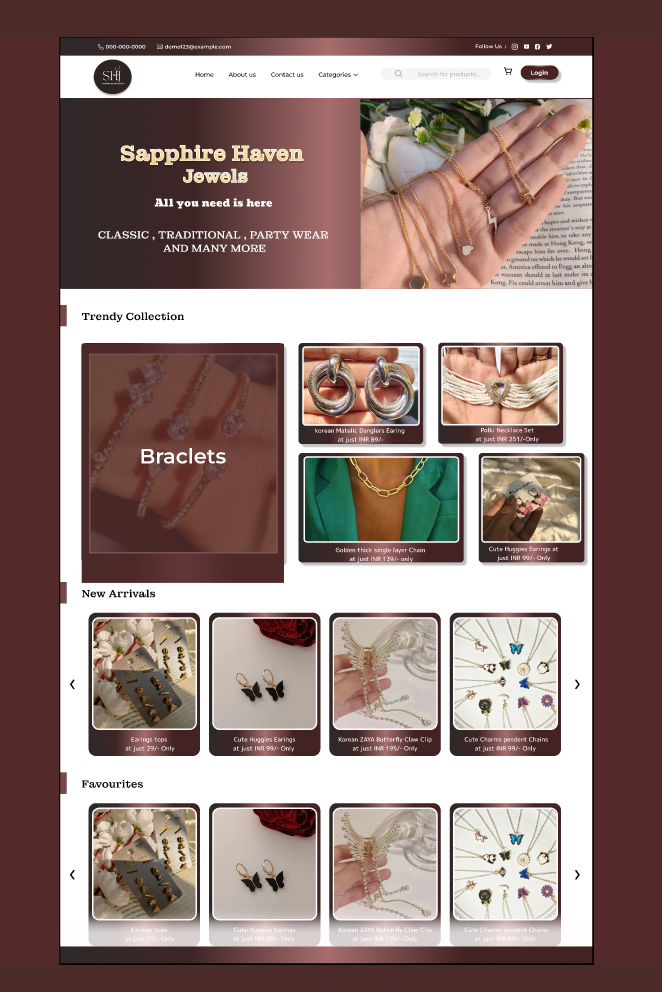 000-000-0000
demo123@example.com
Follow Us :
SHJ
Home
About us
Contact us
Categories
Search for products...
Login
Sapphire Haven
Jewels
All you need is here
CLASSIC , TRADITIONAL , PARTY WEAR
AND MANY MORE
Trendy Collection
Braclets
korean Matelic Danglers Earing
at just INR 89/-
Polki Necklace Set
at just INR 251/-Only
Golden thick single layer Chain
at just INR 139/- only
Cute Huggies Earings at
just INR 99/- Only
New Arrivals
Earings tops
at just 29/- Only
Cute Huggies Earings
at just INR 99/- Only
Korean ZAYA Butterfly Claw Clip
at just INR 195/- Only
Cute Charms pendent Chains
at just INR 99/- Only
Favourites
Earings tops
at just 29/- Only
Cute Huggies Earings
at just INR 99/- Only
Korean ZAYA Butterfly Claw Clip
at just INR 195/- Only
Cute Charms pendent Chains
at just INR 99/- Only